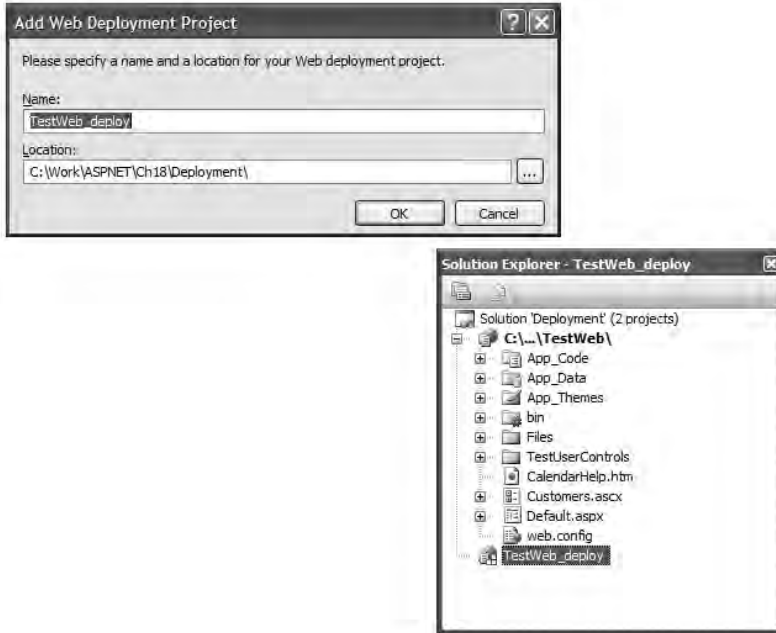 Add Web Deployment Project
Please specify a name and a location for your Web deployment project.
Name:
TestWeb_deploy
Location:
C:\Work\ASPNET\Ch18\Deployment\
...
OK
Cancel
Solution Explorer - TestWeb_deploy
Solution 'Deployment' (2 projects)
C:\...\TestWeb\
App_Code
App_Data
App_Themes
bin
Files
TestUserControls
CalendarHelp.htm
Customers.ascx
Default.aspx
web.config
TestWeb_deploy